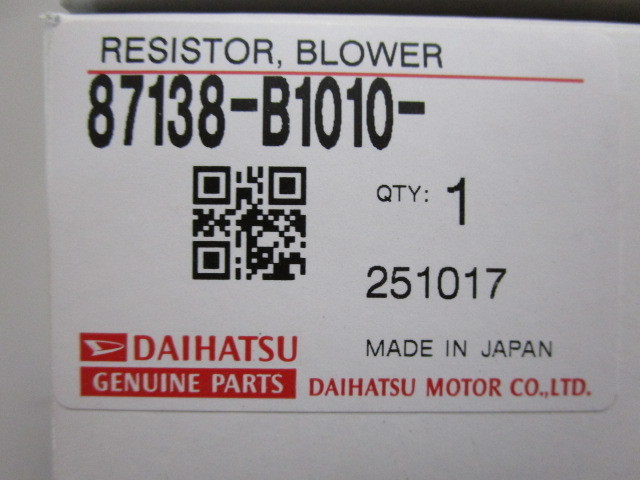 RESISTOR, BLOWER
87138-B1010-
QTY: 1
251017
DAIHATSU
MADE IN JAPAN
GENUINE PARTS
DAIHATSU MOTOR CO.,LTD.